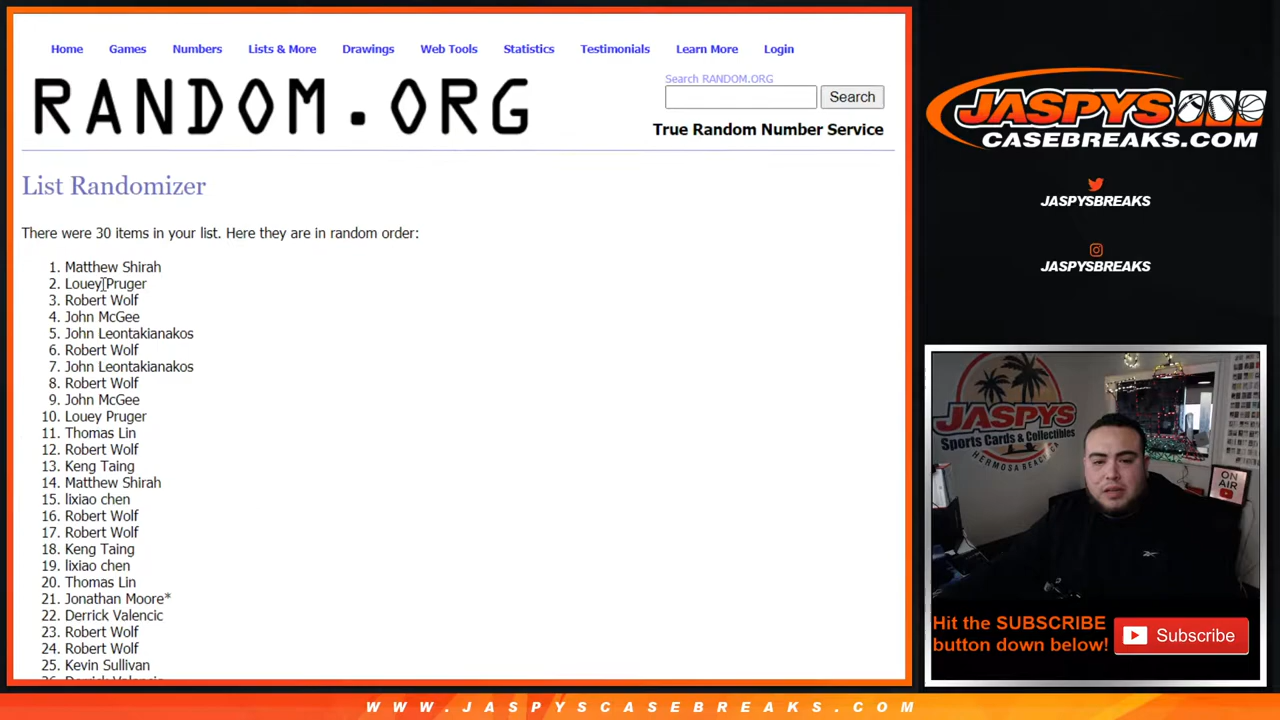 Home Games Numbers Lists & More Drawings Web Tools Statistics Testimonials Learn More Login
RANDOM.ORG
Search RANDOM.ORG
Search
True Random Number Service
List Randomizer
There were 30 items in your list. Here they are in random order:
1. Matthew Shirah
2. Louey Pruger
3. Robert Wolf
4. John McGee
5. John Leontakianakos
6. Robert Wolf
7. John Leontakianakos
8. Robert Wolf
9. John McGee
10. Louey Pruger
11. Thomas Lin
12. Robert Wolf
13. Keng Taing
14. Matthew Shirah
15. lixiao chen
16. Robert Wolf
17. Robert Wolf
18. Keng Taing
19. lixiao chen
20. Thomas Lin
21. Jonathan Moore*
22. Derrick Valencic
23. Robert Wolf
24. Robert Wolf
25. Kevin Sullivan
JASPYS
CASEBREAKS.COM
JASPYSBREAKS
JASPYSBREAKS
JASPYS
Sports Cards & Collectibles
HERMOSA BEACH
ON
AIR
Hit the SUBSCRIBE
button down below!
Subscribe
WWW.JASPYSCASEBREAKS.COM